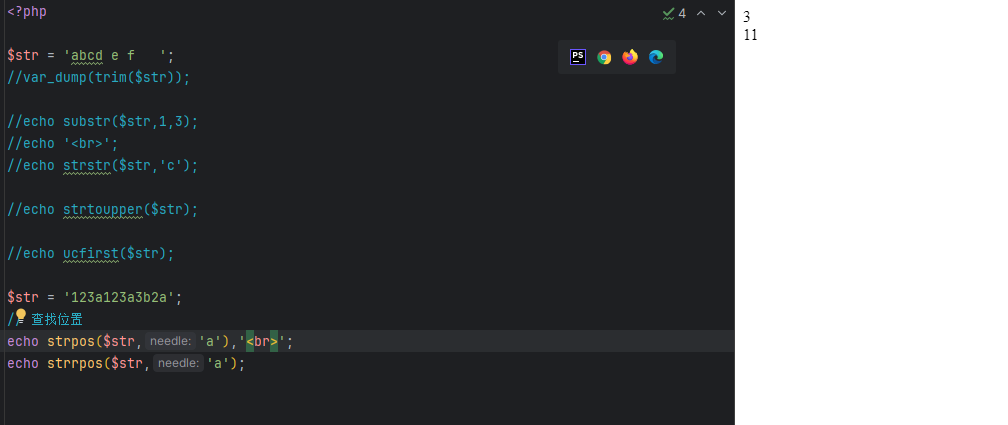 <?php
4
$str = 'abcd e f   ';
//var_dump(trim($str));
PS
//echo substr($str,1,3);
//echo '<br>';
//echo strstr($str,'c');
//echo strtoupper($str);
//echo ucfirst($str);
$str = '123a123a3b2a';
// 查找位置
echo strpos($str, needle: 'a'),'<br>';
echo strrpos($str, needle: 'a');
3
11